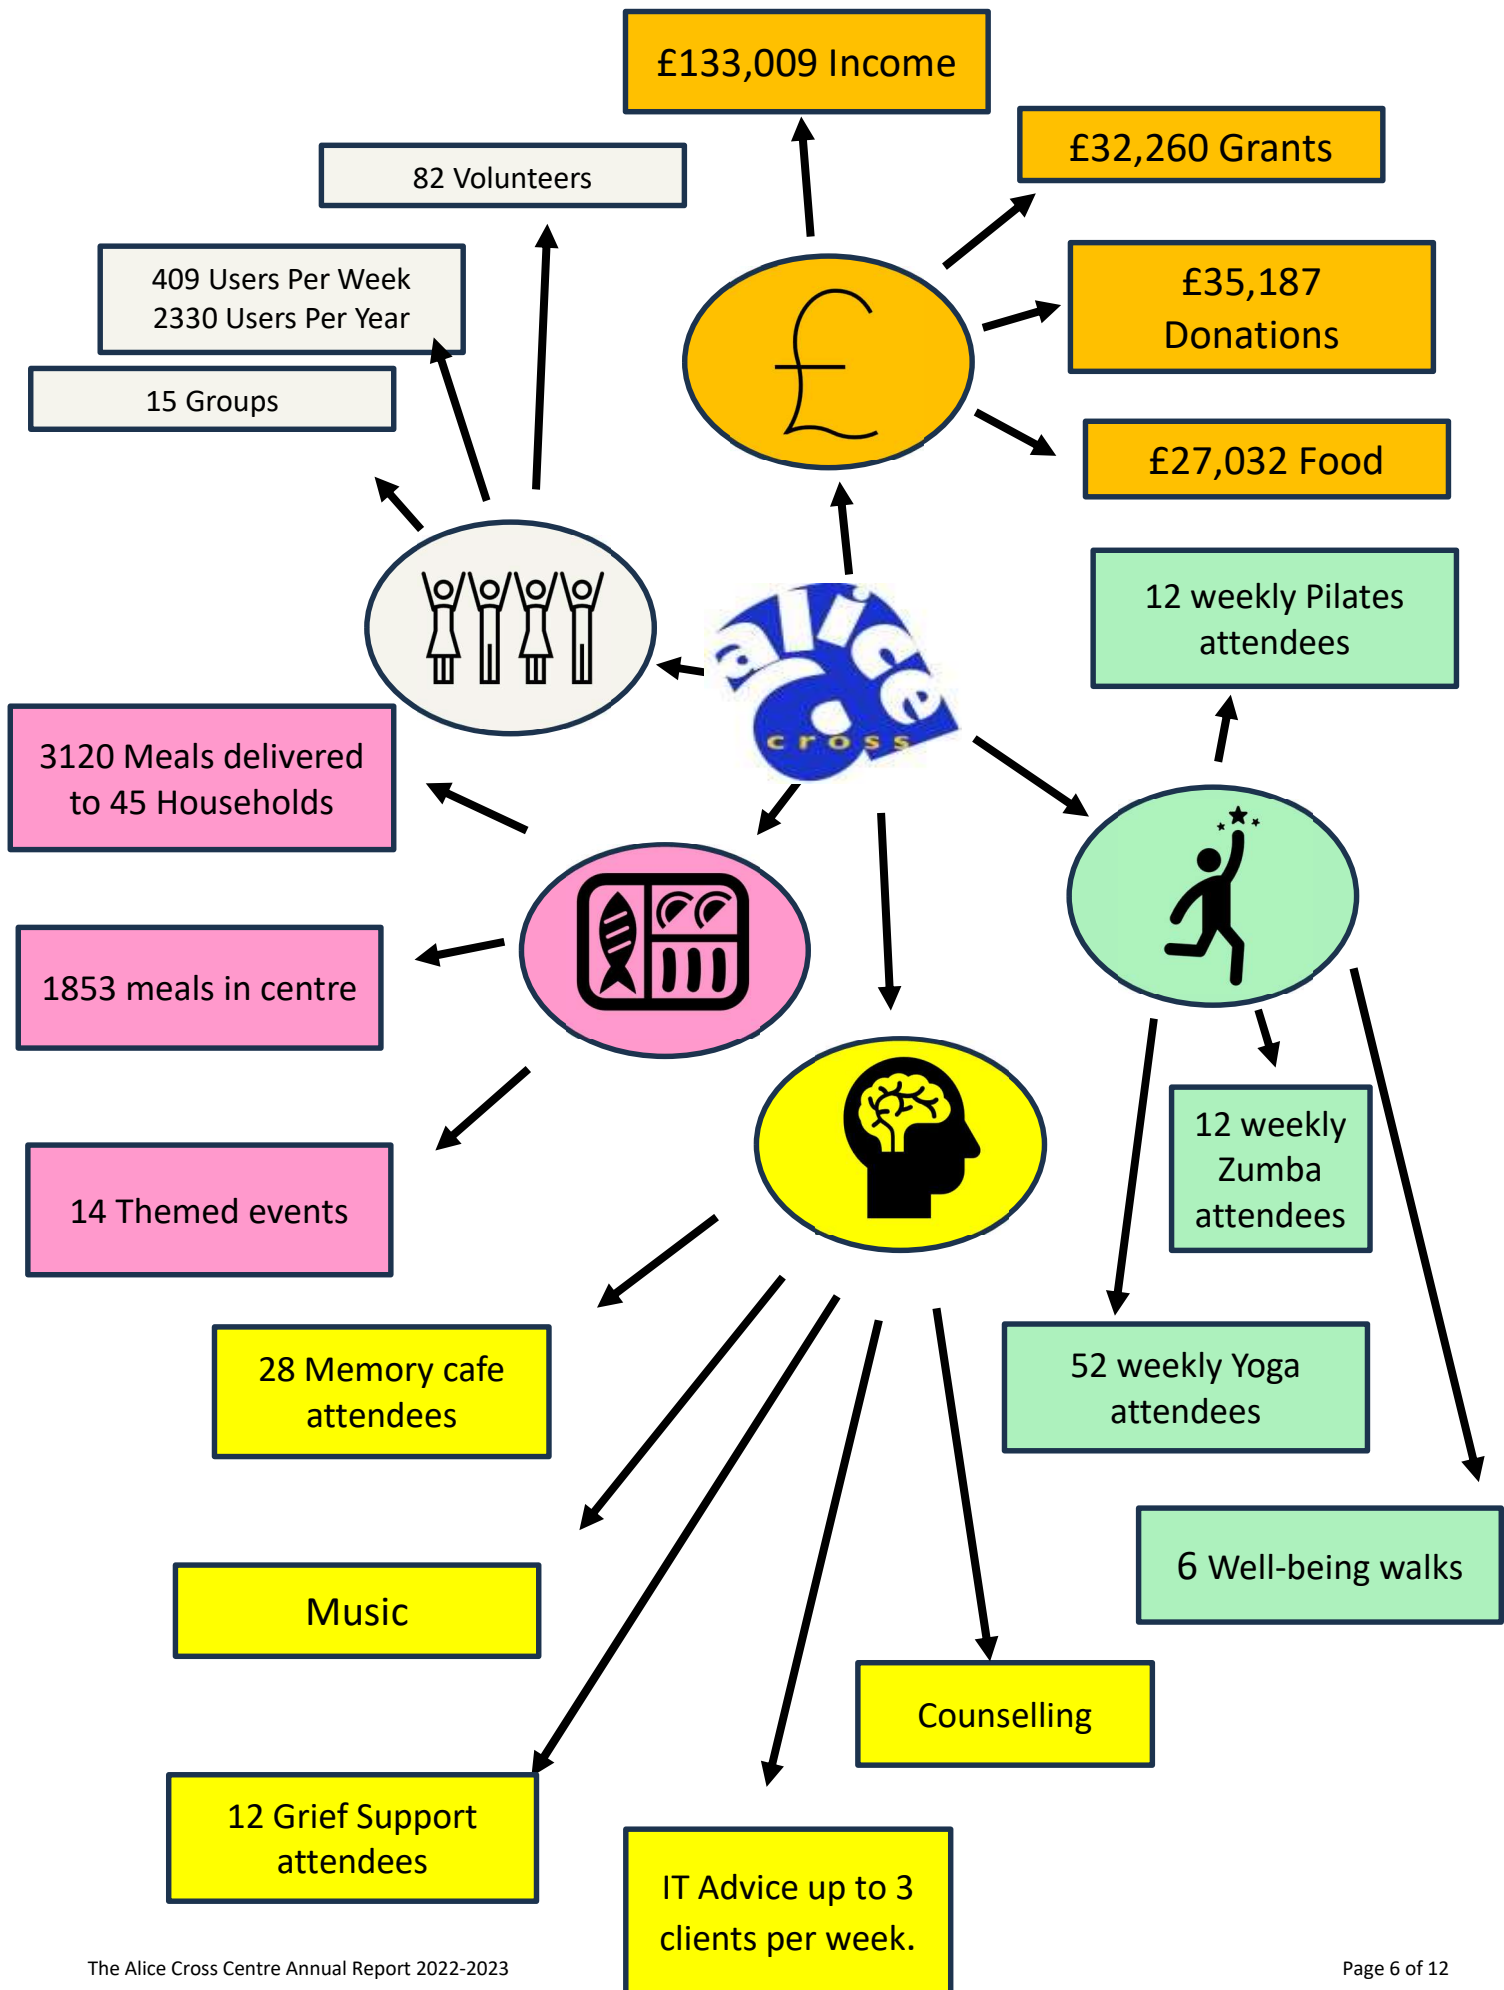 £133,009 Income
£32,260 Grants
82 Volunteers
409 Users Per Week
2330 Users Per Year
£35,187
Donations
15 Groups
£27,032 Food
12 weekly Pilates
attendees
alice
cross
3120 Meals delivered
to 45 Households
1853 meals in centre
12 weekly
Zumba
attendees
14 Themed events
28 Memory cafe
attendees
52 weekly Yoga
attendees
6 Well-being walks
Music
Counselling
12 Grief Support
attendees
IT Advice up to 3
clients per week.
The Alice Cross Centre Annual Report 2022-2023
Page 6 of 12